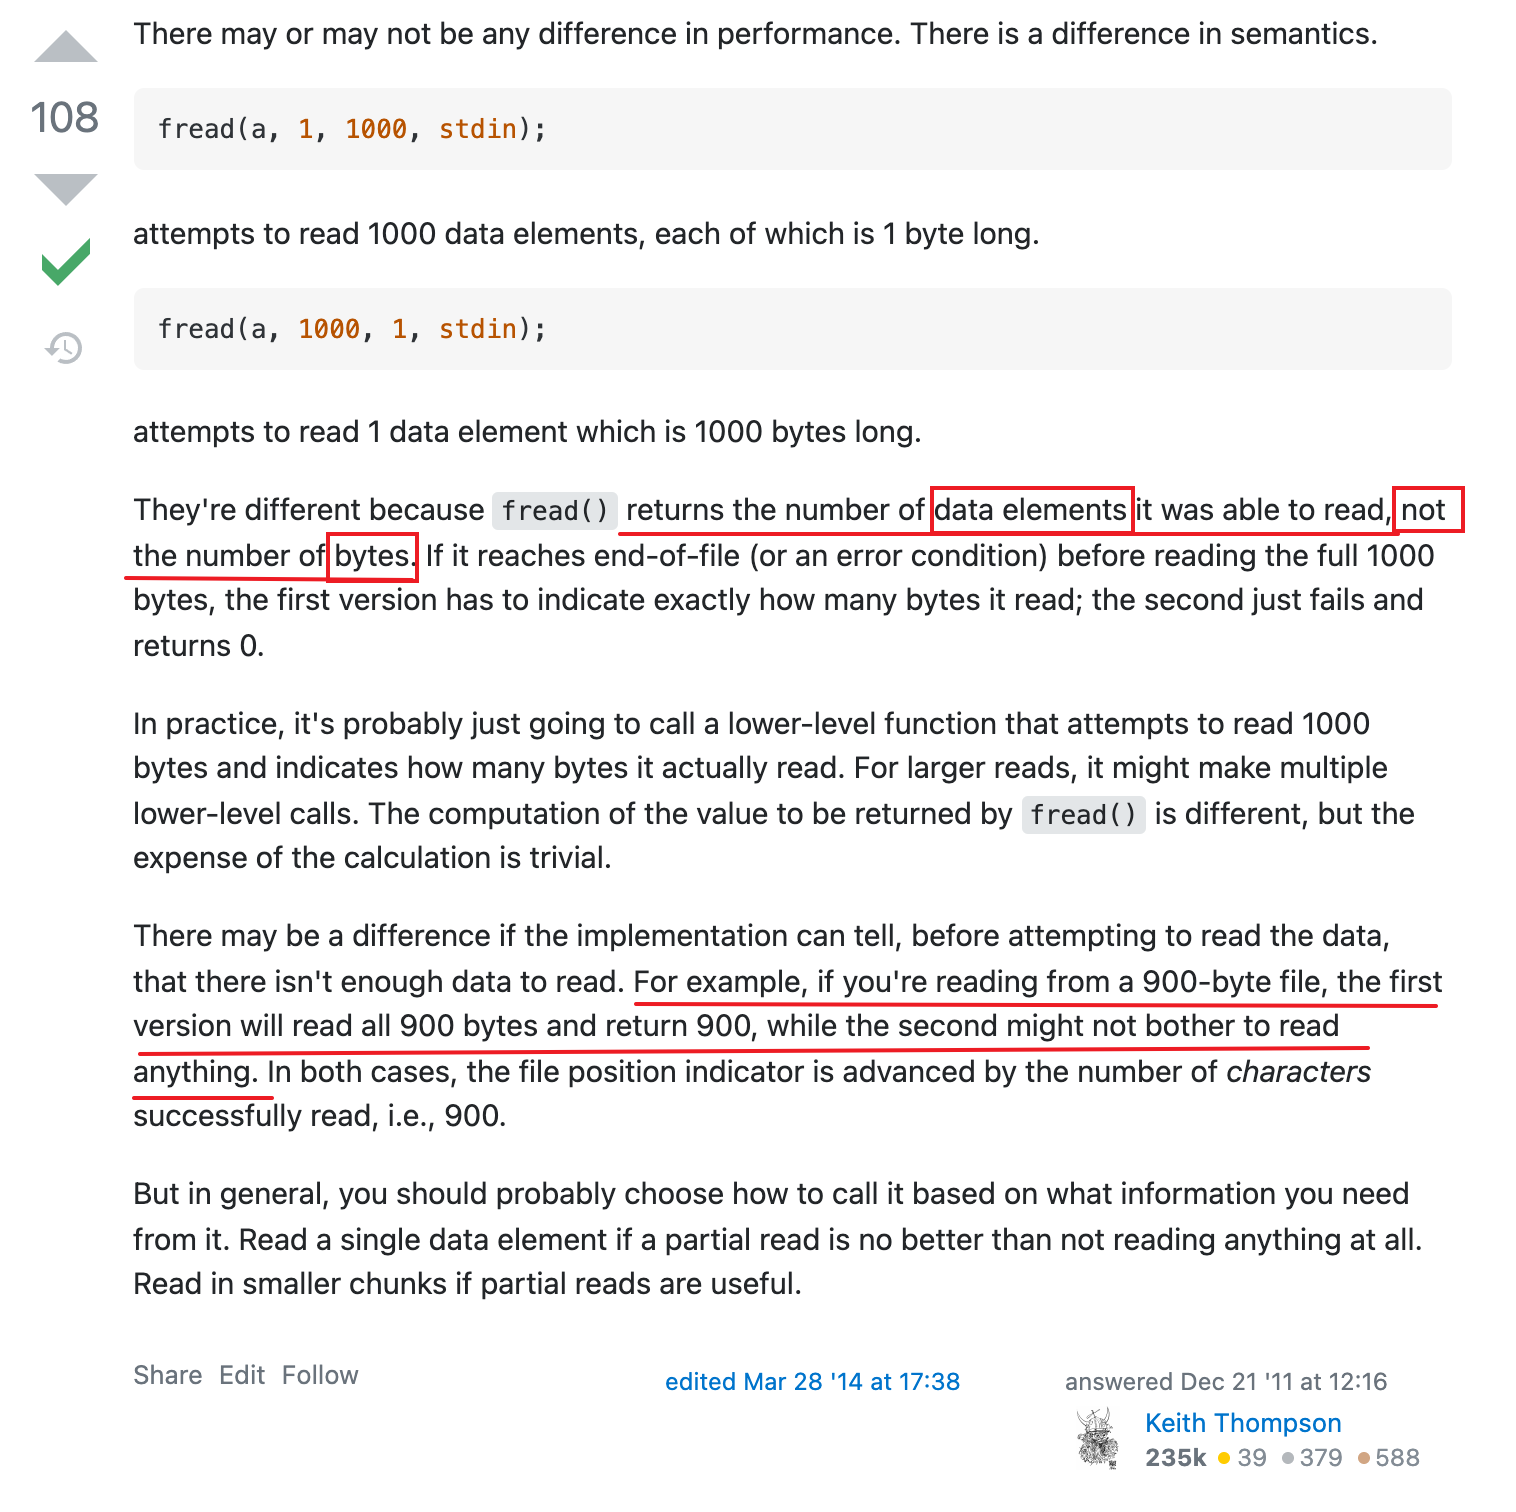 There may or may not be any difference in performance. There is a difference in semantics.
108
fread(a, 1, 1000, stdin);
attempts to read 1000 data elements, each of which is 1 byte long.
fread(a, 1000, 1, stdin);
attempts to read 1 data element which is 1000 bytes long.
They're different because fread() returns the number of data elements it was able to read, not
the number of bytes. If it reaches end-of-file (or an error condition) before reading the full 1000
bytes, the first version has to indicate exactly how many bytes it read; the second just fails and
returns 0.
In practice, it's probably just going to call a lower-level function that attempts to read 1000
bytes and indicates how many bytes it actually read. For larger reads, it might make multiple
lower-level calls. The computation of the value to be returned by fread() is different, but the
expense of the calculation is trivial.
There may be a difference if the implementation can tell, before attempting to read the data,
that there isn't enough data to read. For example, if you're reading from a 900-byte file, the first
version will read all 900 bytes and return 900, while the second might not bother to read
anything. In both cases, the file position indicator is advanced by the number of characters
successfully read, i.e., 900.
But in general, you should probably choose how to call it based on what information you need
from it. Read a single data element if a partial read is no better than not reading anything at all.
Read in smaller chunks if partial reads are useful.
Share Edit Follow
edited Mar 28 '14 at 17:38
answered Dec 21 '11 at 12:16
Keith Thompson
235k 39 379 588